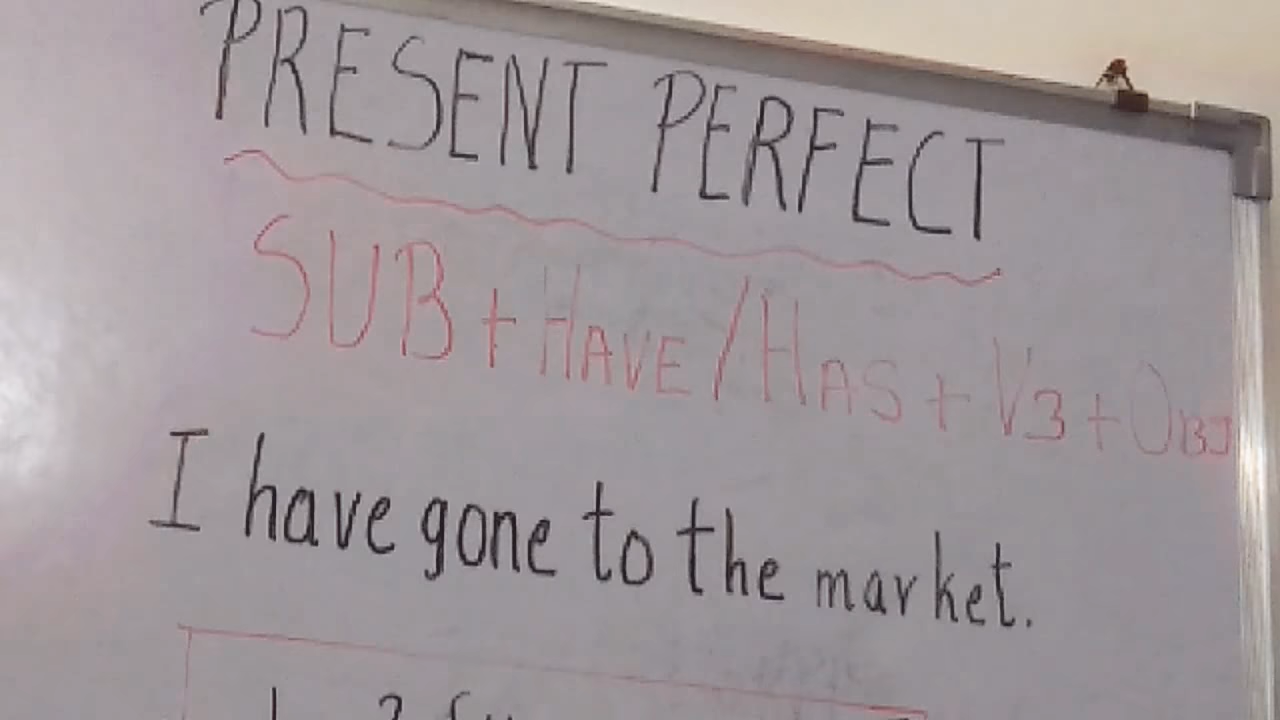 PRESENT PERFECT
SUB + HAVE / HAS + V3 + OBJ
I have gone to the market.